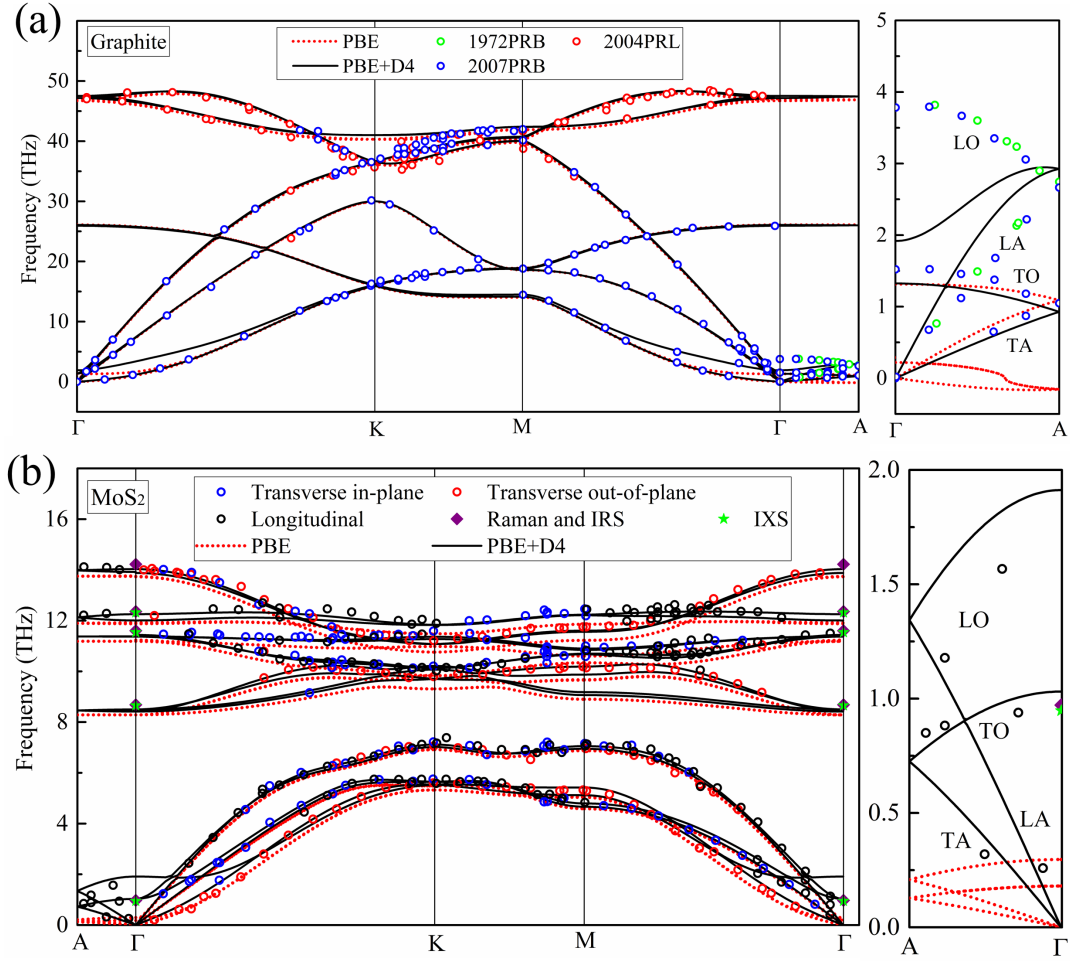 (a)
Graphite
PBE 1972PRB 2004PRL
PBE+D4 2007PRB
Frequency (THz)
50
40
30
20
10
0
Γ K M Γ A
5
4
3
2
1
0
LO
LA
TO
TA
Γ A
(b)
MoS₂
Transverse in-plane Transverse out-of-plane
Longitudinal Raman and IRS IXS
PBE PBE+D4
Frequency (THz)
16
12
8
4
0
A Γ K M Γ
2.0
1.5
1.0
0.5
0.0
LO
TO
LA
TA
A Γ